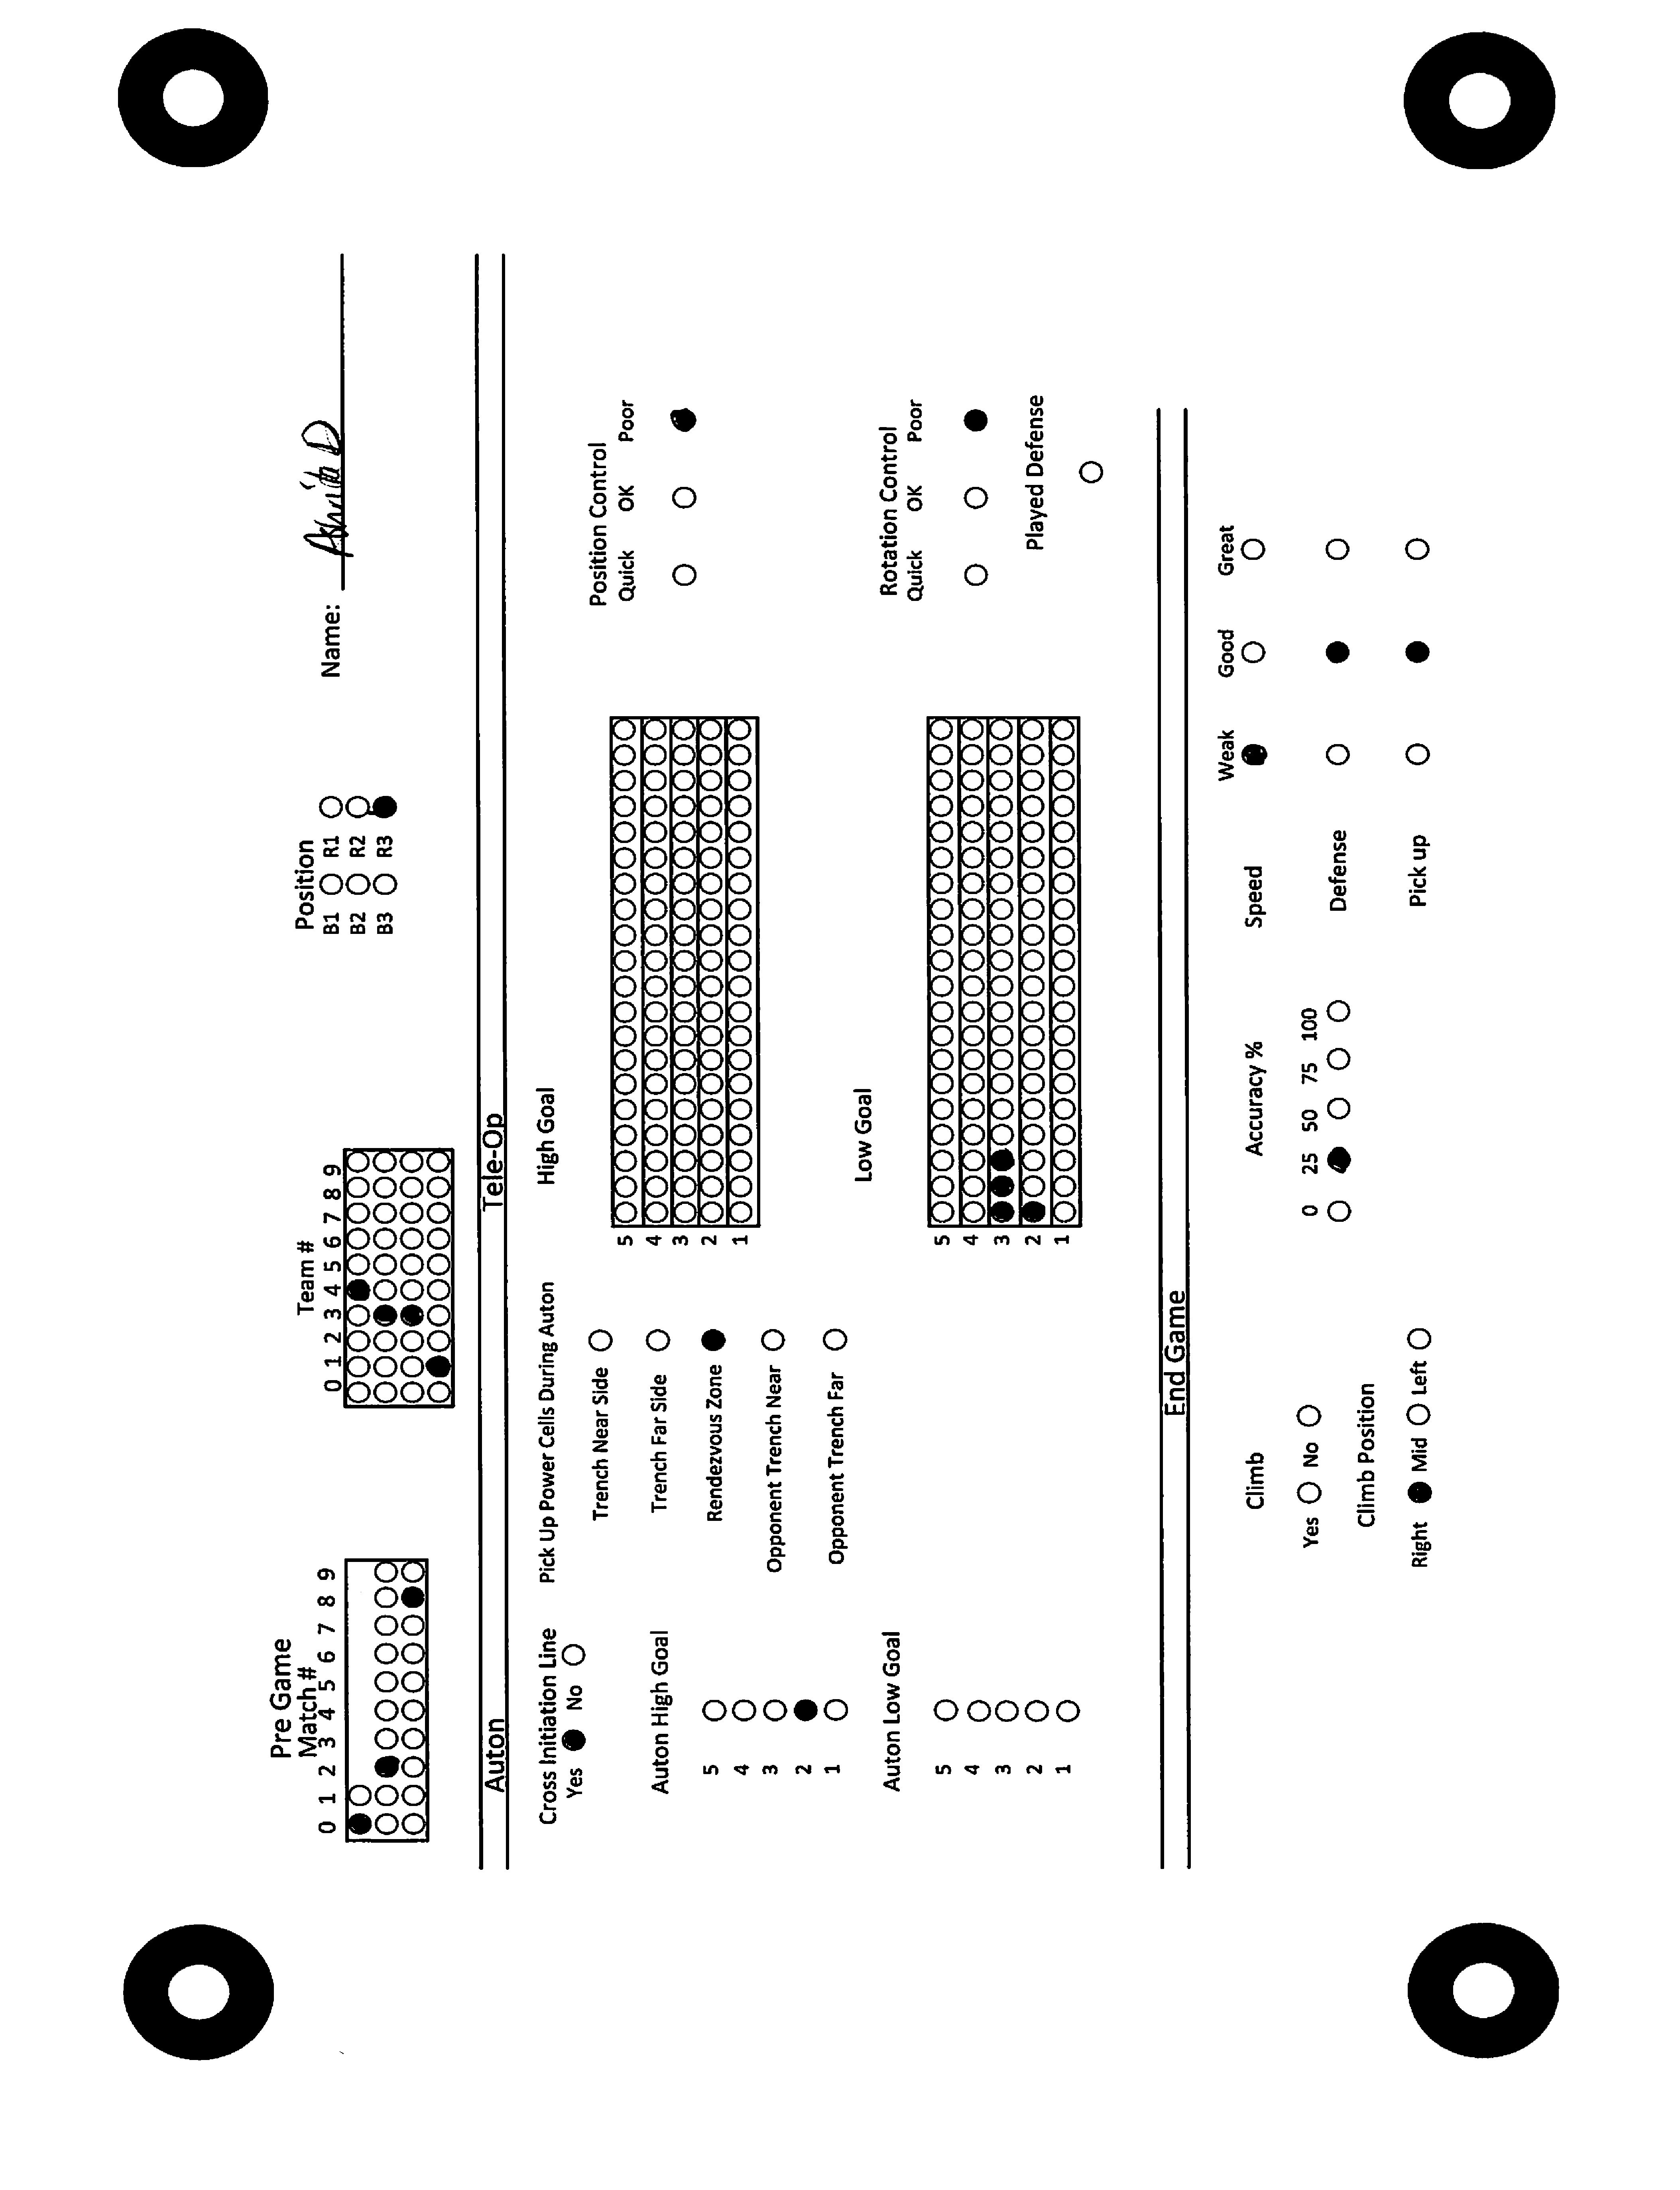 Pre Game
Match #
0 1 2 3 4 5 6 7 8 9
Team #
0 1 2 3 4 5 6 7 8 9
Position
B1 R1
B2 R2
B3 R3
Name:
Auton
Tele-Op
Cross Initiation Line
Yes No
Auton High Goal
5
4
3
2
1
Auton Low Goal
5
4
3
2
1
Pick Up Power Cells During Auton
Trench Near Side
Trench Far Side
Rendezvous Zone
Opponent Trench Near
Opponent Trench Far
High Goal
5
4
3
2
1
Low Goal
5
4
3
2
1
Position Control
Quick OK Poor
Rotation Control
Quick OK Poor
Played Defense
End Game
Climb
Yes No
Climb Position
Right Mid Left
Accuracy %
0 25 50 75 100
Weak Good Great
Speed
Defense
Pick up